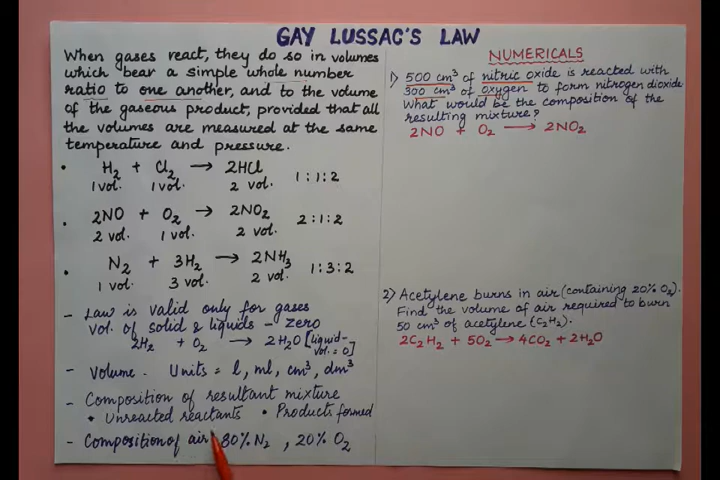 GAY LUSSAC'S LAW
When gases react, they do so in volumes
which bear a simple whole number
ratio to one another, and to the volume
of the gaseous product, provided that all
the volumes are measured at the same
temperature and pressure.
• H₂ + Cl₂ → 2HCl
1 vol. 1 vol. 2 vol. 1:1:2
• 2NO + O₂ → 2NO₂ 2:1:2
2 vol. 1 vol. 2 vol.
• N₂ + 3H₂ → 2NH₃ 1:3:2
1 vol. 3 vol. 2 vol.
- Law is valid only for gases
Vol. of solid & liquids - Zero
2H₂ + O₂ → 2H₂O [liquid-
vol. = 0]
- Volume. Units = l, ml, cm³, dm³
- Composition of resultant mixture
• Unreacted reactants • Products formed
- Composition of air 80% N₂, 20% O₂
NUMERICALS
1) 500 cm³ of nitric oxide is reacted with
300 cm³ of oxygen to form nitrogen dioxide
What would be the composition of the
resulting mixture?
2NO + O₂ → 2NO₂
2) Acetylene burns in air (containing 20% O₂).
Find the volume of air required to burn
50 cm³ of acetylene (C₂H₂).
2C₂H₂ + 5O₂ → 4CO₂ + 2H₂O